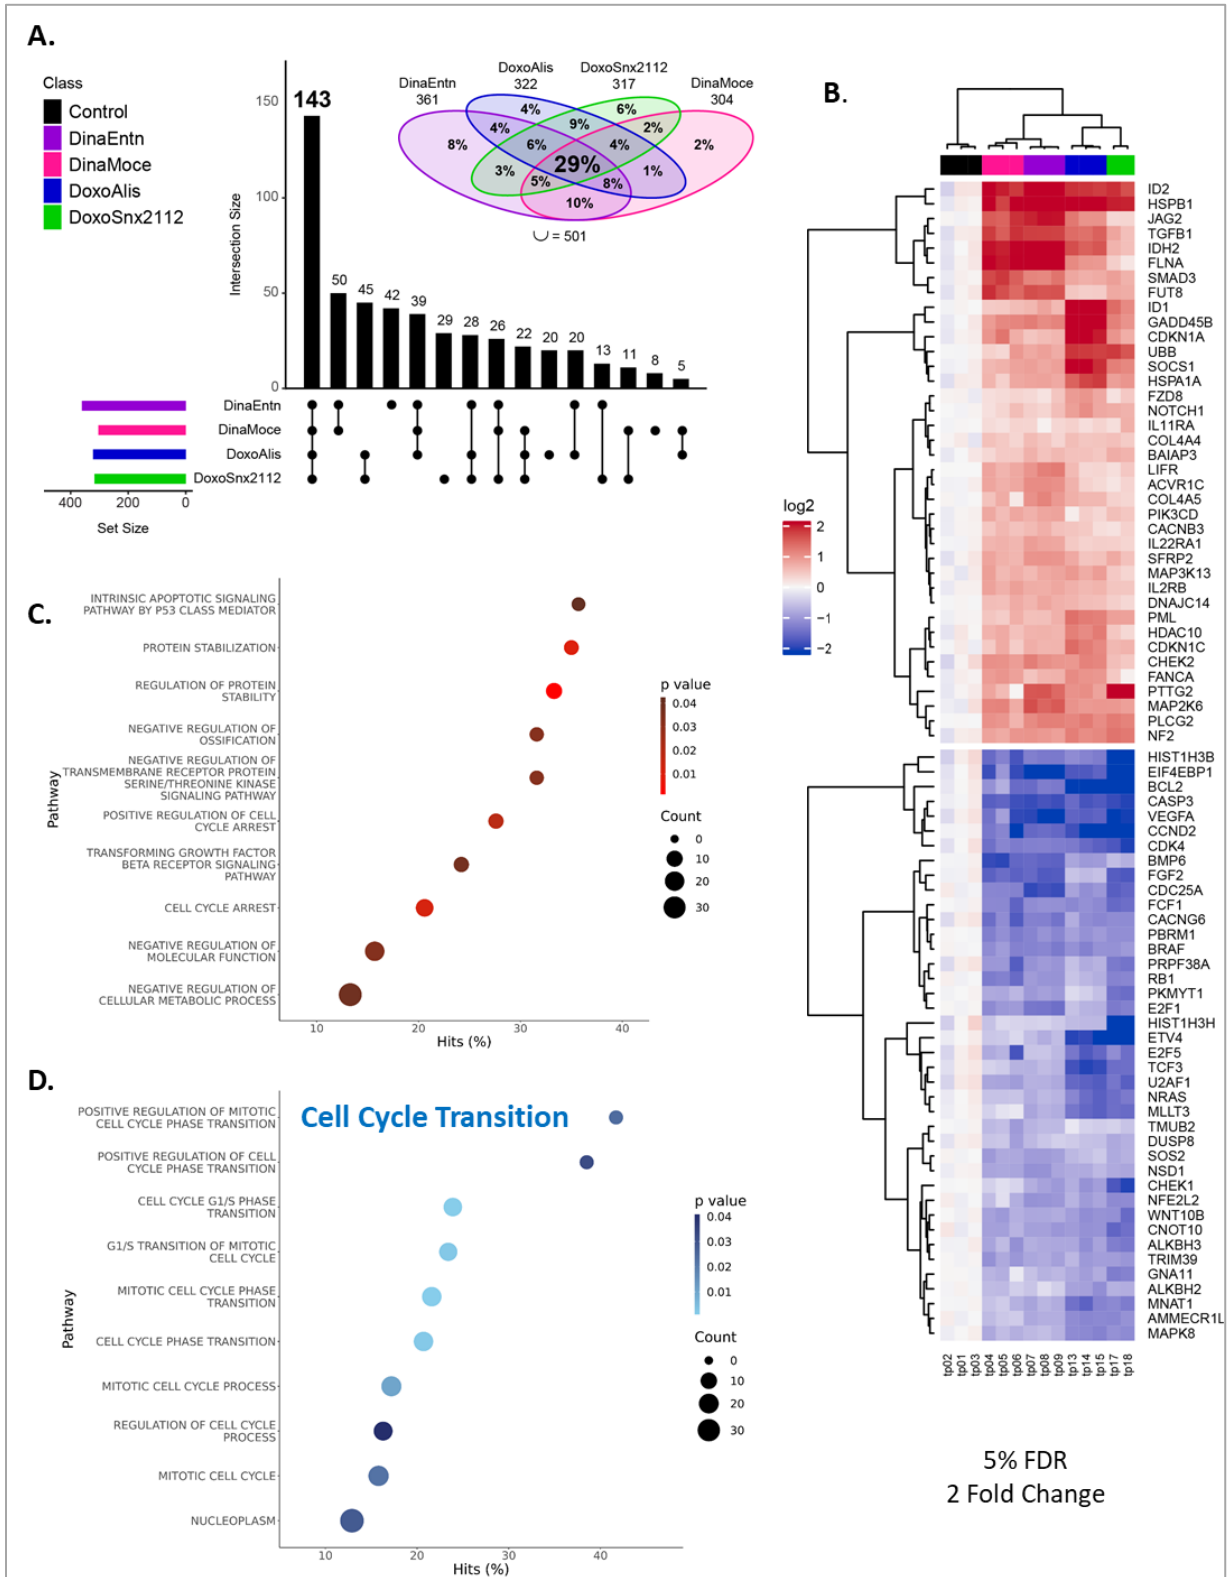 A.
Class
Control
DinaEntn
DinaMoce
DoxoAlis
DoxoSnx2112
Intersection Size
150
100
50
0
143
50
45
42
39
29
28
26
22
20
20
13
11
8
5
DoxoAlis
322
DoxoSnx2112
317
DinaEntn
361
DinaMoce
304
4%
6%
4%
9%
2%
8%
6%
4%
2%
3%
29%
1%
5%
8%
10%
= 501
DinaEntn
DinaMoce
DoxoAlis
DoxoSnx2112
400
200
0
Set Size
B.
ID2
HSPB1
JAG2
TGFB1
IDH2
FLNA
SMAD3
FUT8
ID1
GADD45B
CDKN1A
UBB
SOCS1
HSPA1A
FZD8
NOTCH1
IL11RA
COL4A4
BAIAP3
LIFR
ACVR1C
COL4A5
PIK3CD
CACNB3
IL22RA1
SFRP2
MAP3K13
IL2RB
DNAJC14
PML
HDAC10
CDKN1C
CHEK2
FANCA
PTTG2
MAP2K6
PLCG2
NF2
HIST1H3B
EIF4EBP1
BCL2
CASP3
VEGFA
CCND2
CDK4
BMP6
FGF2
CDC25A
FCF1
CACNG6
PBRM1
BRAF
PRPF38A
RB1
PKMYT1
E2F1
HIST1H3H
ETV4
E2F5
TCF3
U2AF1
NRAS
MLLT3
TMUB2
DUSP8
SOS2
NSD1
CHEK1
NFE2L2
WNT10B
CNOT10
ALKBH3
TRIM39
GNA11
ALKBH2
MNAT1
AMMECR1L
MAPK8
log2
2
1
0
−1
−2
tp02
tp01
tp03
tp04
tp05
tp06
tp07
tp08
tp09
tp13
tp14
tp15
tp17
tp18
5% FDR
2 Fold Change
C.
Pathway
INTRINSIC APOPTOTIC SIGNALING
PATHWAY BY P53 CLASS MEDIATOR
PROTEIN STABILIZATION
REGULATION OF PROTEIN
STABILITY
NEGATIVE REGULATION OF
OSSIFICATION
NEGATIVE REGULATION OF
TRANSMEMBRANE RECEPTOR PROTEIN
SERINE/THREONINE KINASE
SIGNALING PATHWAY
POSITIVE REGULATION OF CELL
CYCLE ARREST
TRANSFORMING GROWTH FACTOR
BETA RECEPTOR SIGNALING
PATHWAY
CELL CYCLE ARREST
NEGATIVE REGULATION OF
MOLECULAR FUNCTION
NEGATIVE REGULATION OF
CELLULAR METABOLIC PROCESS
10
20
30
40
Hits (%)
p value
0.04
0.03
0.02
0.01
Count
0
10
20
30
D.
Cell Cycle Transition
Pathway
POSITIVE REGULATION OF MITOTIC
CELL CYCLE PHASE TRANSITION
POSITIVE REGULATION OF CELL
CYCLE PHASE TRANSITION
CELL CYCLE G1/S PHASE
TRANSITION
G1/S TRANSITION OF MITOTIC
CELL CYCLE
MITOTIC CELL CYCLE PHASE
TRANSITION
CELL CYCLE PHASE TRANSITION
MITOTIC CELL CYCLE PROCESS
REGULATION OF CELL CYCLE
PROCESS
MITOTIC CELL CYCLE
NUCLEOPLASM
10
20
30
40
Hits (%)
p value
0.04
0.03
0.02
0.01
Count
0
10
20
30